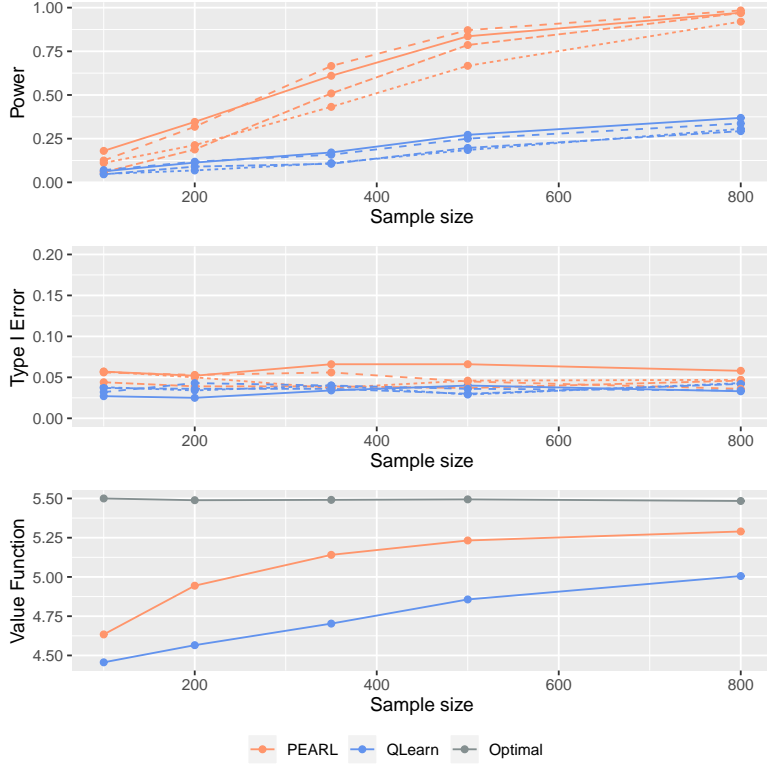 1.00
0.75
0.50
0.25
0.00
Power
200 400 600 800
Sample size
0.20
0.15
0.10
0.05
0.00
Type I Error
200 400 600 800
Sample size
5.50
5.25
5.00
4.75
4.50
Value Function
200 400 600 800
Sample size
PEARL QLearn Optimal